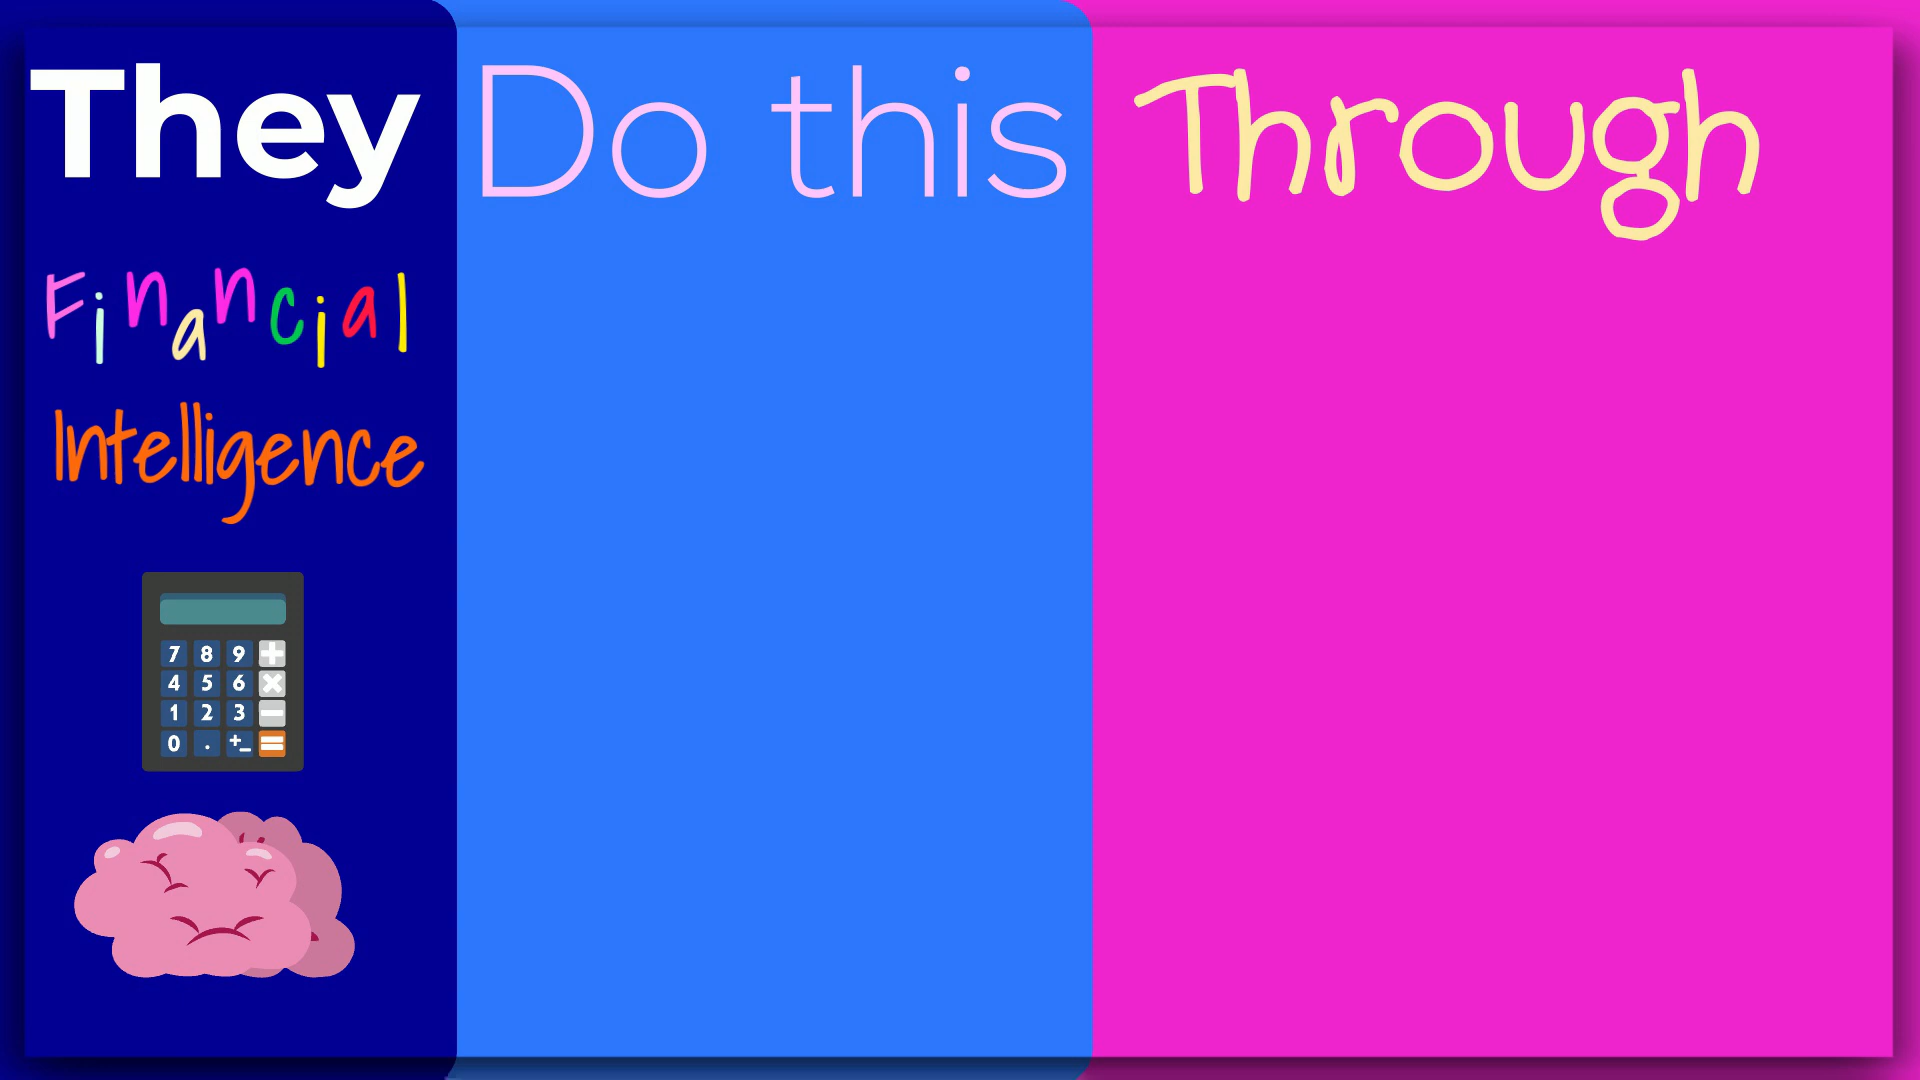 They Do this Through
Financial
Intelligence
7 8 9 +
4 5 6 ×
1 2 3 −
0 . +− =